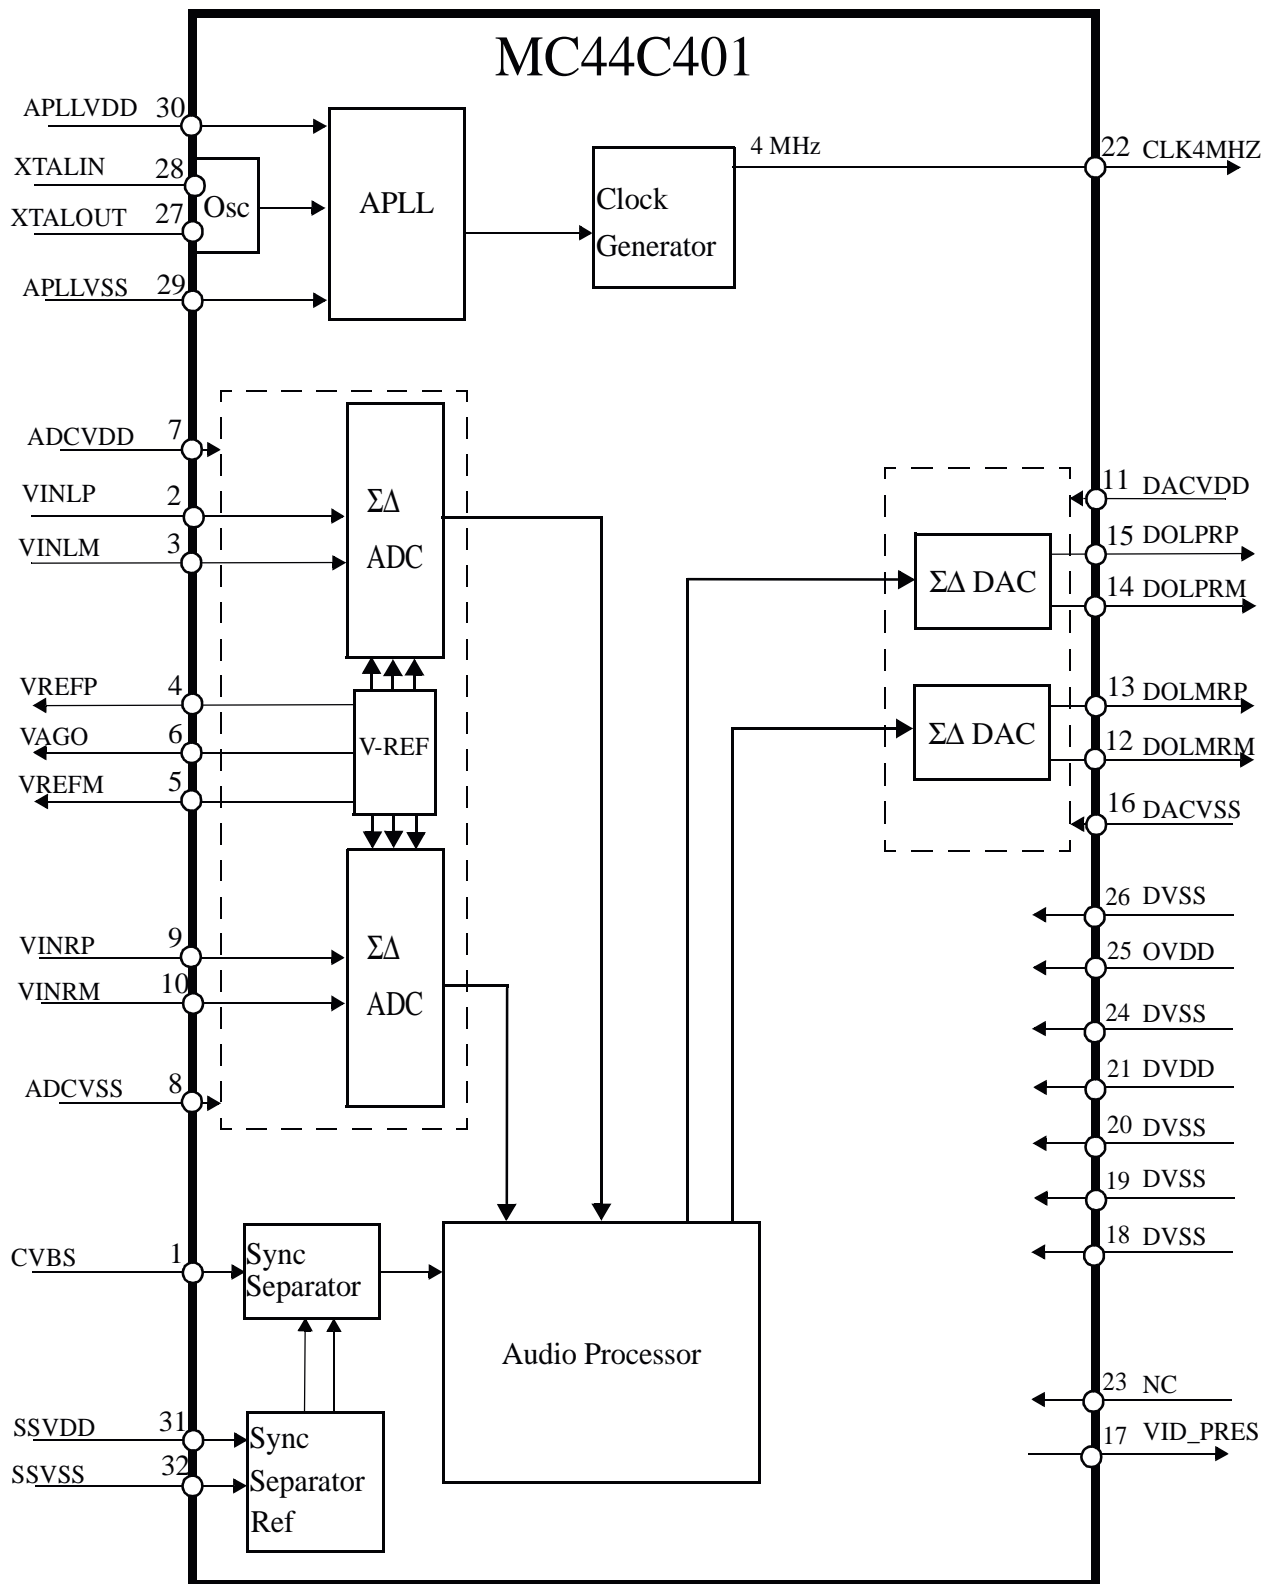 MC44C401
APLLVDD 30
XTALIN 28
XTALOUT 27
APLLVSS 29
Osc
APLL
Clock
Generator
4 MHz
22 CLK4MHZ
ADCVDD 7
VINLP 2
VINLM 3
VREFP 4
VAGO 6
VREFM 5
VINRP 9
VINRM 10
ADCVSS 8
ΣΔ
ADC
V-REF
ΣΔ
ADC
11 DACVDD
15 DOLPRP
14 DOLPRM
ΣΔ DAC
13 DOLMRP
12 DOLMRM
ΣΔ DAC
16 DACVSS
26 DVSS
25 OVDD
24 DVSS
21 DVDD
20 DVSS
19 DVSS
18 DVSS
CVBS 1
Sync
Separator
Audio Processor
SSVDD 31
SSVSS 32
Sync
Separator
Ref
23 NC
17 VID_PRES